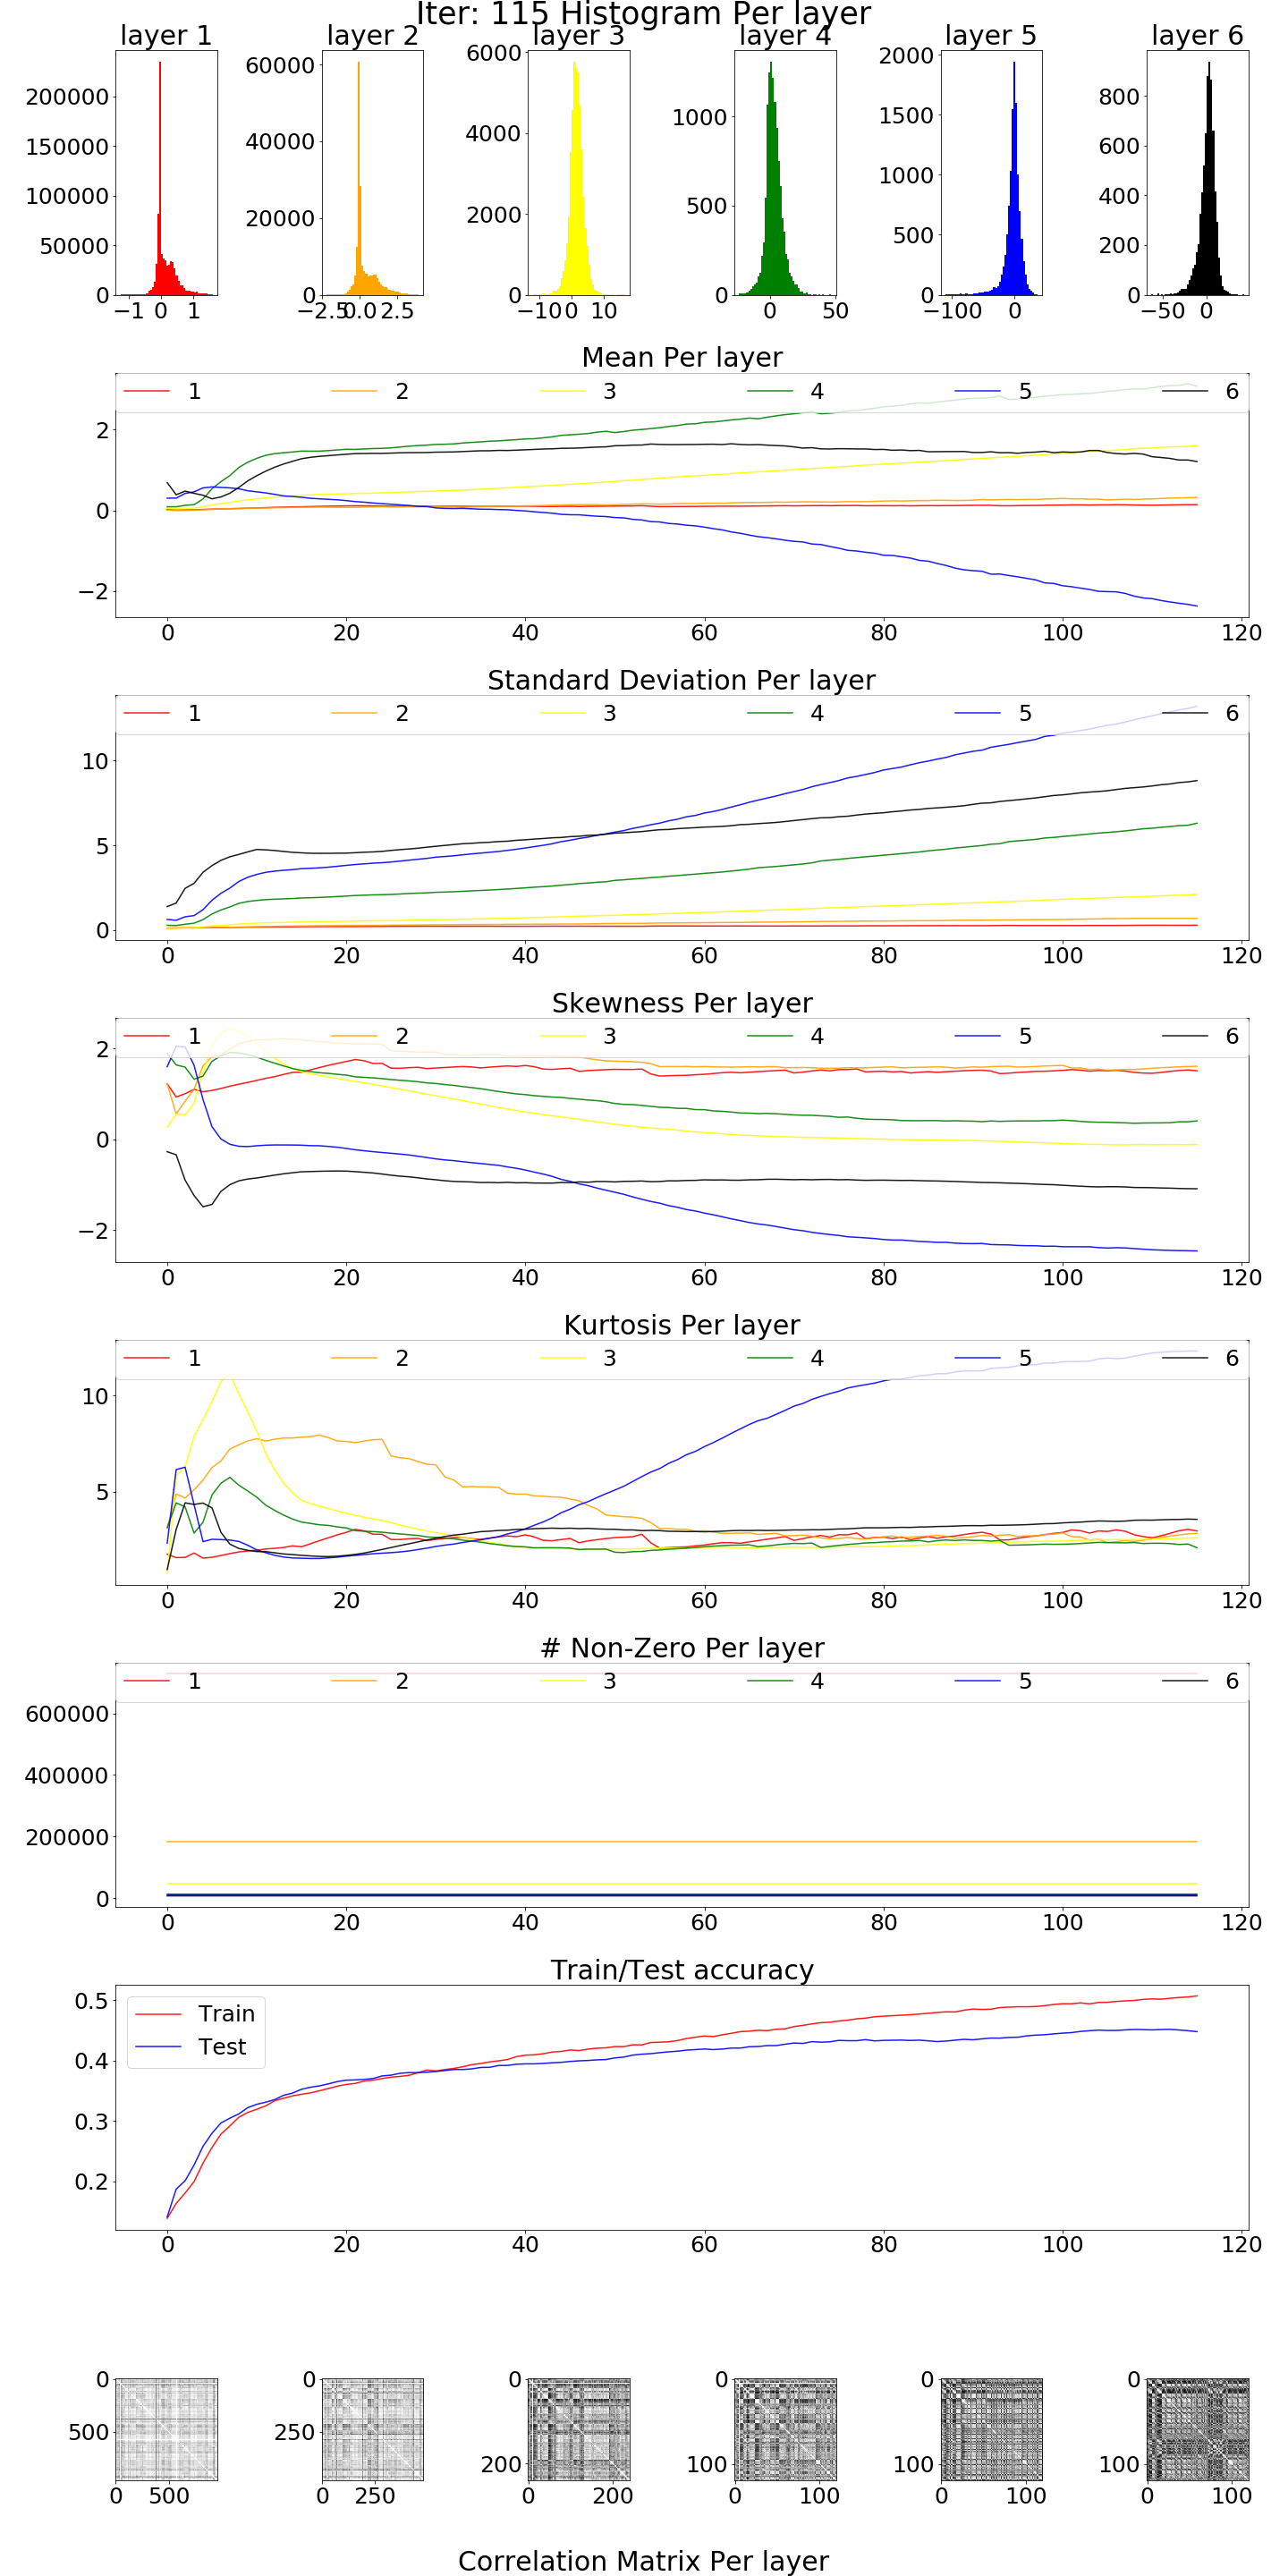 Iter: 115 Histogram Per layer
layer 1 layer 2 layer 3 layer 4 layer 5 layer 6
200000 150000 100000 50000 0
−1 0 1
60000 40000 20000 0
−2.5 0.0 2.5
6000 4000 2000 0
−10 0 10
1000 500 0
0 50
2000 1500 1000 500 0
−100 0
800 600 400 200 0
−50 0
Mean Per layer
1 2 3 4 5 6
2
0
−2
0 20 40 60 80 100 120
Standard Deviation Per layer
1 2 3 4 5 6
10
5
0
0 20 40 60 80 100 120
Skewness Per layer
1 2 3 4 5 6
2
0
−2
0 20 40 60 80 100 120
Kurtosis Per layer
1 2 3 4 5 6
10
5
0 20 40 60 80 100 120
# Non-Zero Per layer
1 2 3 4 5 6
600000
400000
200000
0
0 20 40 60 80 100 120
Train/Test accuracy
0.5
Train
Test
0.4
0.3
0.2
0 20 40 60 80 100 120
0 500
0 500
0 250
0 250
0 200
0 200
0 100
0 100
0 100
0 100
0 100
0 100
Correlation Matrix Per layer